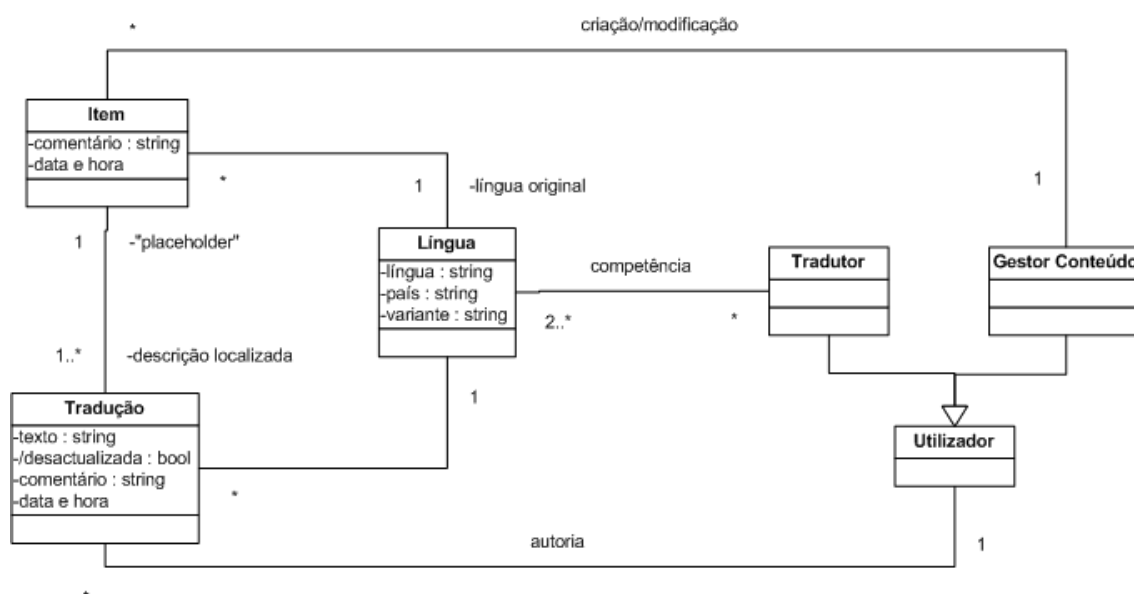 *
criação/modificação
Item
-comentário : string
-data e hora
*
1
-língua original
1
1
-"placeholder"
Língua
-língua : string
-país : string
-variante : string
competência
2..*
*
Tradutor
Gestor Conteúdo
1..*
-descrição localizada
1
Tradução
-texto : string
-/desactualizada : bool
-comentário : string
-data e hora
*
Utilizador
autoria
1
*